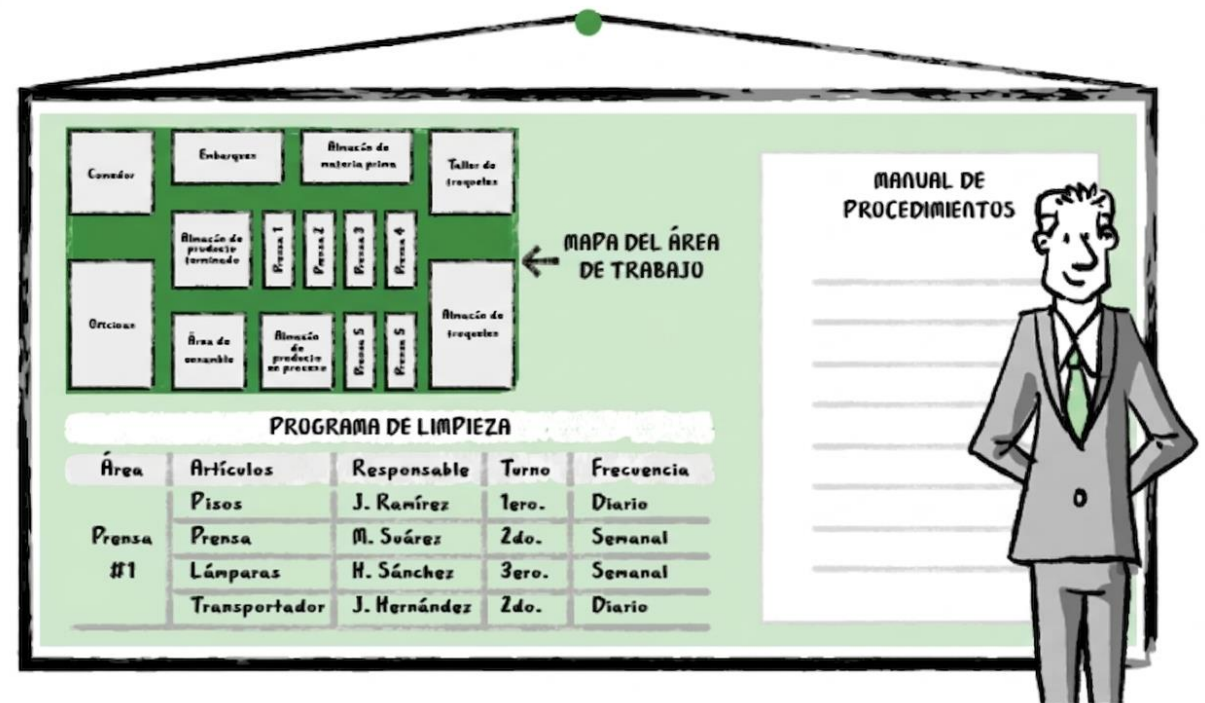 Comedor
Embarques
Almacén de
materia prima
Taller de
troqueles
Almacén de
producto
terminado
Prensa 1
Prensa 2
Prensa 3
Prensa 4
MAPA DEL ÁREA
DE TRABAJO
Oficinas
Área de
ensamble
Almacén
de
producto
en proceso
Prensa 5
Prensa 5
Almacén de
troqueles
MANUAL DE
PROCEDIMIENTOS
PROGRAMA DE LIMPIEZA
Área Artículos Responsable Turno Frecuencia
Prensa
#1
Pisos J. Ramírez 1ero. Diario
Prensa M. Suárez 2do. Semanal
Lámparas H. Sánchez 3ero. Semanal
Transportador J. Hernández 2do. Diario